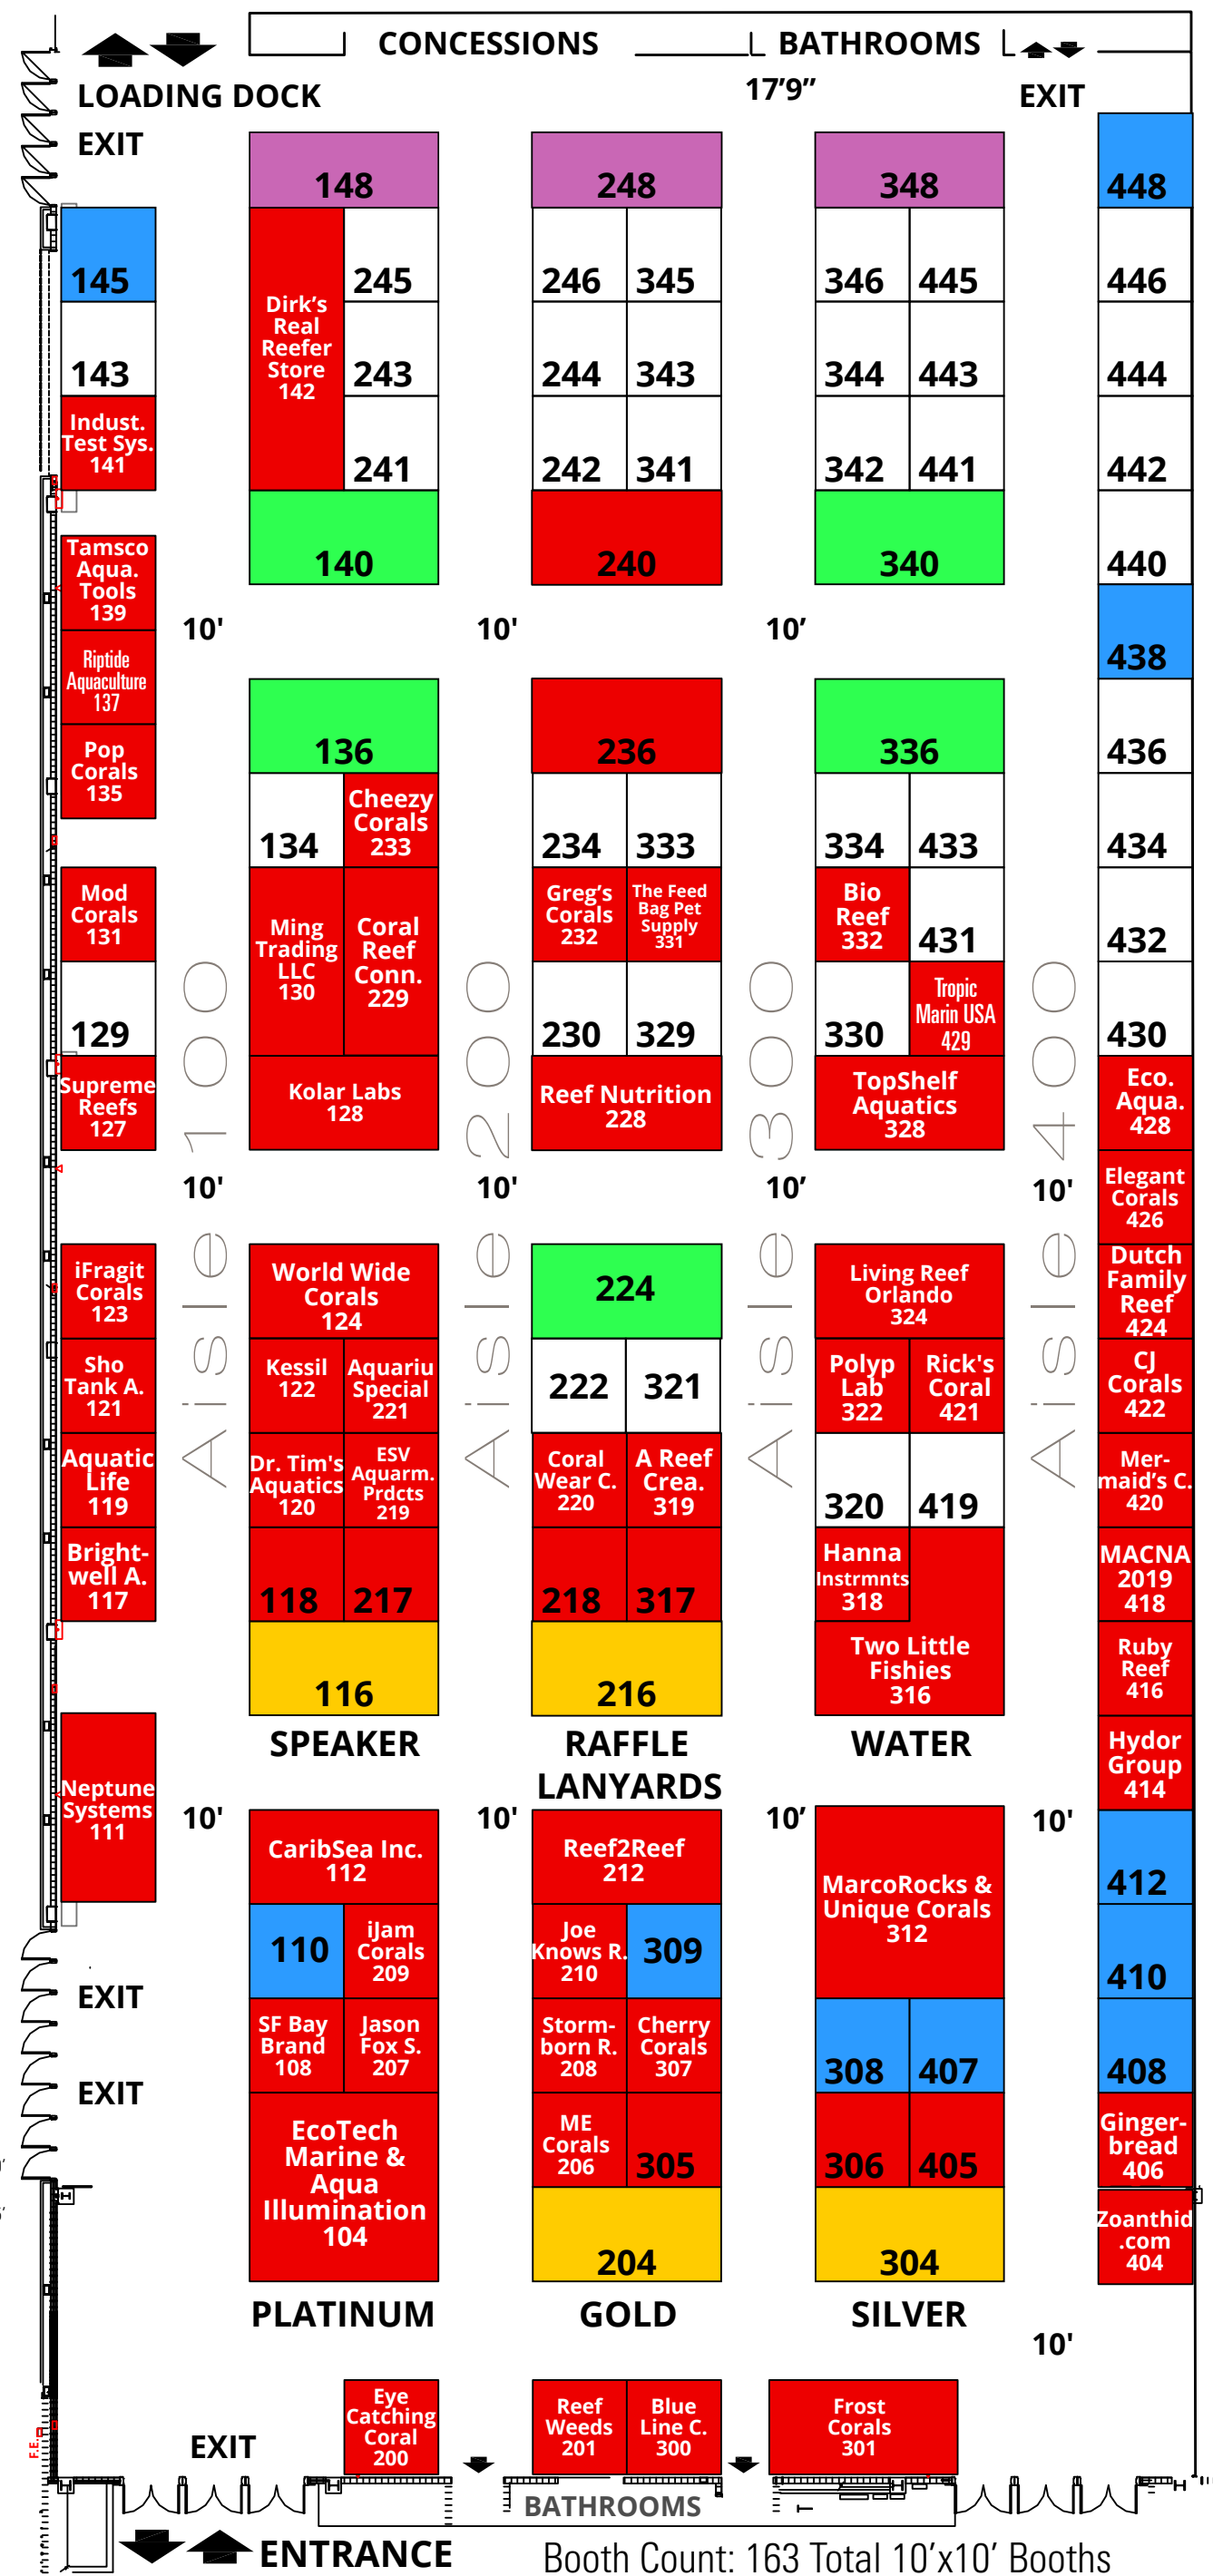 CONCESSIONS
BATHROOMS
17'9”
LOADING DOCK
EXIT
EXIT
148
248
348
448
145
245
246
345
346
445
446
Dirk’s
Real
Reefer
Store
142
143
243
244
343
344
443
444
Indust.
Test Sys.
141
241
242
341
342
441
442
140
240
340
440
Tamsco
Aqua.
Tools
139
10'
10'
10’
438
Riptide
Aquaculture
137
136
236
336
436
Pop
Corals
135
134
Cheezy
Corals
233
234
333
334
433
434
Mod
Corals
131
Ming
Trading
LLC
130
Coral
Reef
Conn.
229
Greg’s
Corals
232
The Feed
Bag Pet
Supply
331
Bio
Reef
332
431
432
129
230
329
330
Tropic
Marin USA
429
430
Supreme
Reefs
127
Kolar Labs
128
Reef Nutrition
228
TopShelf
Aquatics
328
Eco.
Aqua.
428
Aisle 100
Aisle 200
Aisle 300
Aisle 400
10'
10'
10’
10'
Elegant
Corals
426
iFragit
Corals
123
World Wide
Corals
124
224
Living Reef
Orlando
324
Dutch
Family
Reef
424
Sho
Tank A.
121
Kessil
122
Aquariu
Special
221
222
321
Polyp
Lab
322
Rick's
Coral
421
CJ
Corals
422
Aquatic
Life
119
Dr. Tim's
Aquatics
120
ESV
Aquarm.
Prdcts
219
Coral
Wear C.
220
A Reef
Crea.
319
320
419
Mer-
maid’s C.
420
Bright-
well A.
117
118
217
218
317
Hanna
Instrmnts
318
MACNA
2019
418
116
216
Two Little
Fishies
316
Ruby
Reef
416
SPEAKER
RAFFLE
LANYARDS
WATER
Hydor
Group
414
Neptune
Systems
111
10'
10'
10’
10'
CaribSea Inc.
112
Reef2Reef
212
MarcoRocks &
Unique Corals
312
412
110
iJam
Corals
209
Joe
Knows R.
210
309
410
EXIT
SF Bay
Brand
108
Jason
Fox S.
207
Storm-
born R.
208
Cherry
Corals
307
308
407
408
EXIT
EcoTech
Marine &
Aqua
Illumination
104
ME
Corals
206
305
306
405
Ginger-
bread
406
204
304
Zoanthid
.com
404
PLATINUM
GOLD
SILVER
10'
Eye
Catching
Coral
200
Reef
Weeds
201
Blue
Line C.
300
Frost
Corals
301
EXIT
F.E.
BATHROOMS
ENTRANCE
Booth Count: 163 Total 10’x10’ Booths